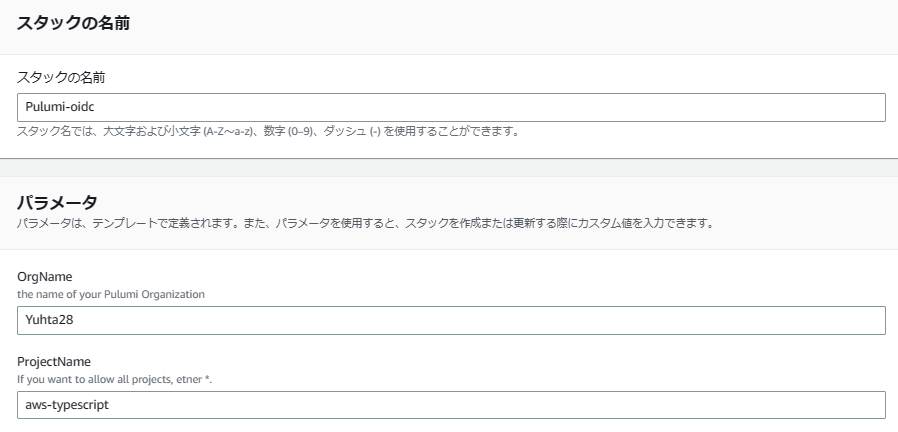 スタックの名前
スタックの名前
Pulumi-oidc
スタック名では、大文字および小文字 (A-Z～a-z)、数字 (0–9)、ダッシュ (-) を使用することができます。
パラメータ
パラメータは、テンプレートで定義されます。また、パラメータを使用すると、スタックを作成または更新する際にカスタム値を入力できます。
OrgName
the name of your Pulumi Organization
Yuhta28
ProjectName
If you want to allow all projects, etner *.
aws-typescript